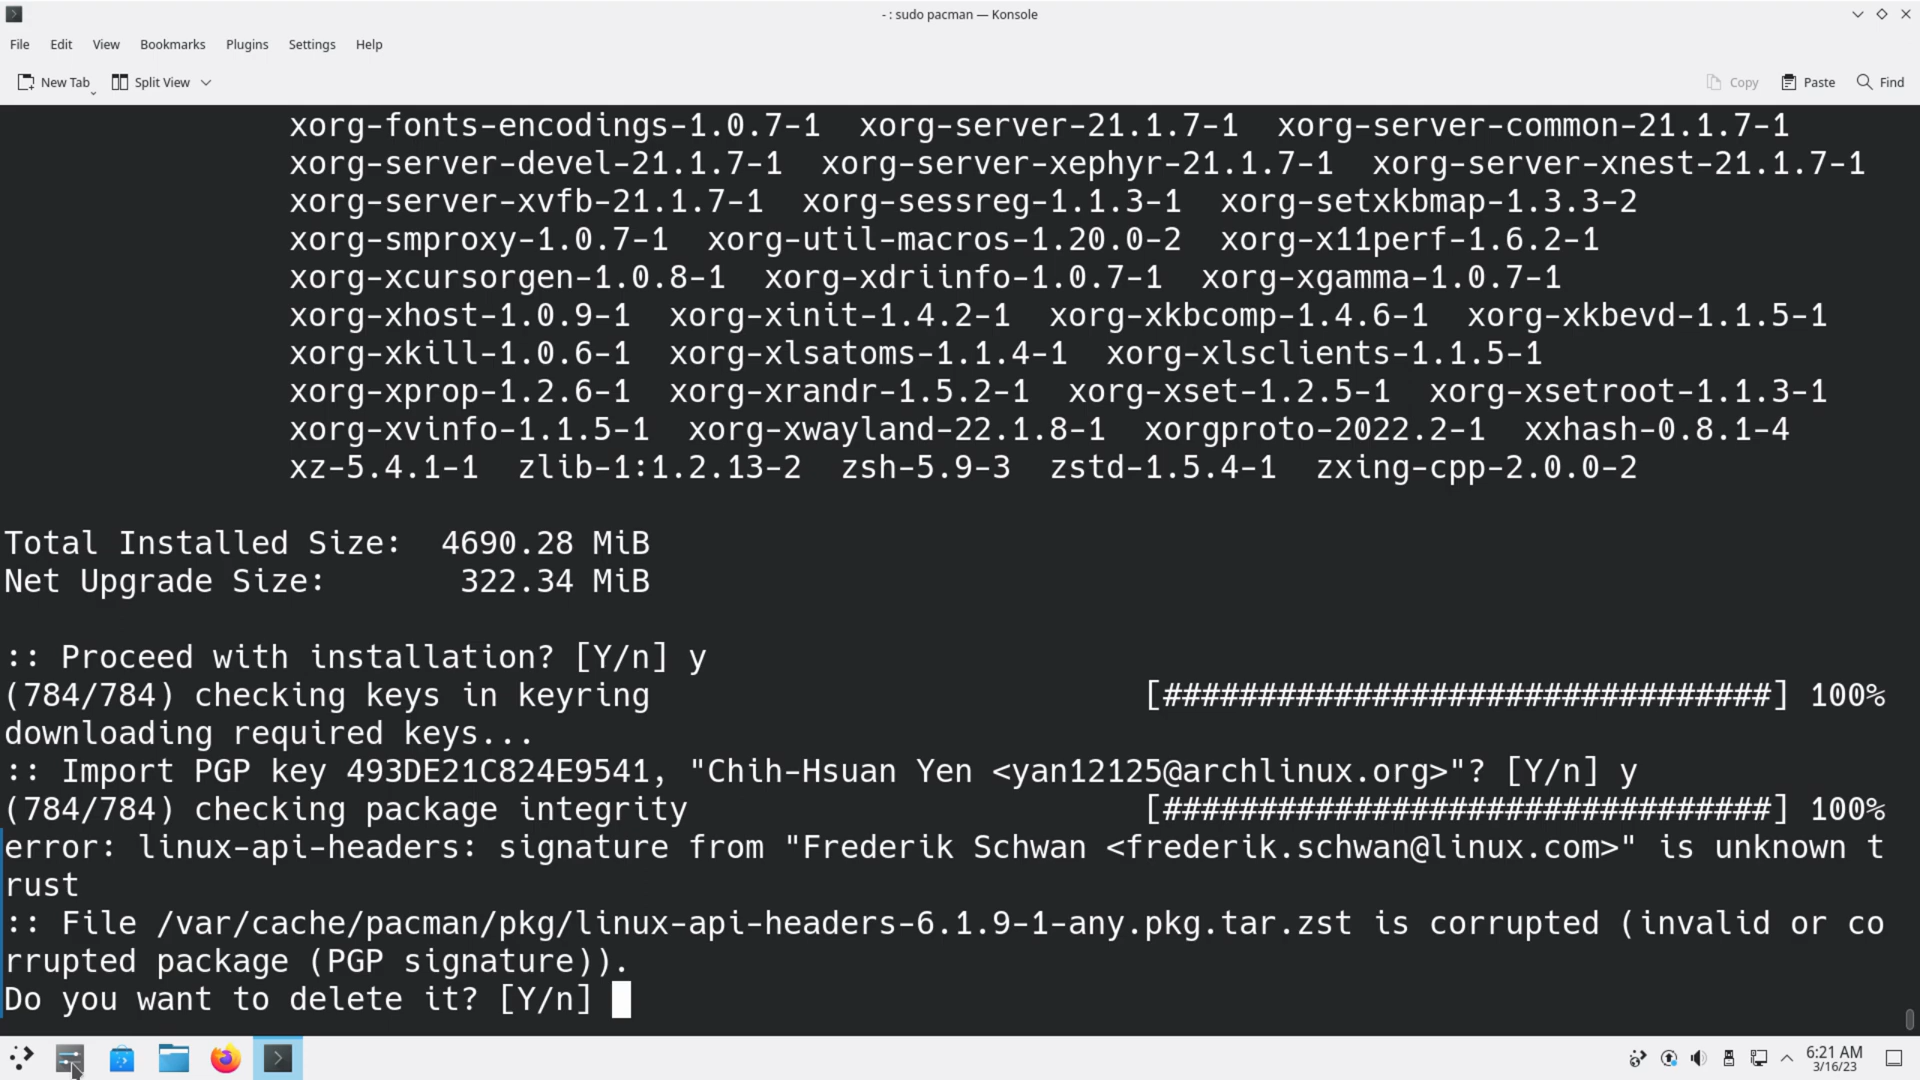 - : sudo pacman — Konsole
File Edit View Bookmarks Plugins Settings Help
New Tab Split View Copy Paste Find
xorg-fonts-encodings-1.0.7-1 xorg-server-21.1.7-1 xorg-server-common-21.1.7-1
xorg-server-devel-21.1.7-1 xorg-server-xephyr-21.1.7-1 xorg-server-xnest-21.1.7-1
xorg-server-xvfb-21.1.7-1 xorg-sessreg-1.1.3-1 xorg-setxkbmap-1.3.3-2
xorg-smproxy-1.0.7-1 xorg-util-macros-1.20.0-2 xorg-x11perf-1.6.2-1
xorg-xcursorgen-1.0.8-1 xorg-xdriinfo-1.0.7-1 xorg-xgamma-1.0.7-1
xorg-xhost-1.0.9-1 xorg-xinit-1.4.2-1 xorg-xkbcomp-1.4.6-1 xorg-xkbevd-1.1.5-1
xorg-xkill-1.0.6-1 xorg-xlsatoms-1.1.4-1 xorg-xlsclients-1.1.5-1
xorg-xprop-1.2.6-1 xorg-xrandr-1.5.2-1 xorg-xset-1.2.5-1 xorg-xsetroot-1.1.3-1
xorg-xvinfo-1.1.5-1 xorg-xwayland-22.1.8-1 xorgproto-2022.2-1 xxhash-0.8.1-4
xz-5.4.1-1 zlib-1:1.2.13-2 zsh-5.9-3 zstd-1.5.4-1 zxing-cpp-2.0.0-2
Total Installed Size: 4690.28 MiB
Net Upgrade Size: 322.34 MiB
:: Proceed with installation? [Y/n] y
(784/784) checking keys in keyring [################################] 100%
downloading required keys...
:: Import PGP key 493DE21C824E9541, "Chih-Hsuan Yen <yan12125@archlinux.org>"? [Y/n] y
(784/784) checking package integrity [################################] 100%
error: linux-api-headers: signature from "Frederik Schwan <frederik.schwan@linux.com>" is unknown t
rust
:: File /var/cache/pacman/pkg/linux-api-headers-6.1.9-1-any.pkg.tar.zst is corrupted (invalid or co
rrupted package (PGP signature)).
Do you want to delete it? [Y/n]
6:21 AM
3/16/23